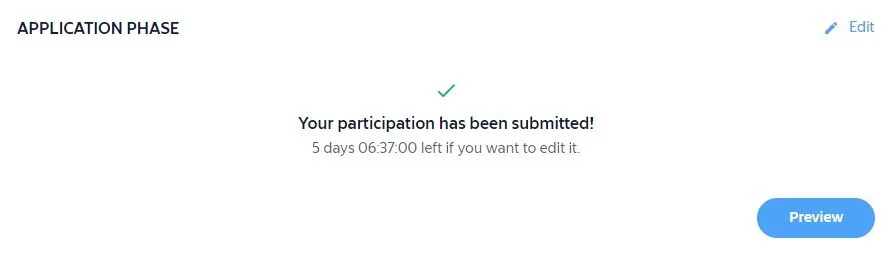 APPLICATION PHASE
Edit
Your participation has been submitted!
5 days 06:37:00 left if you want to edit it.
Preview